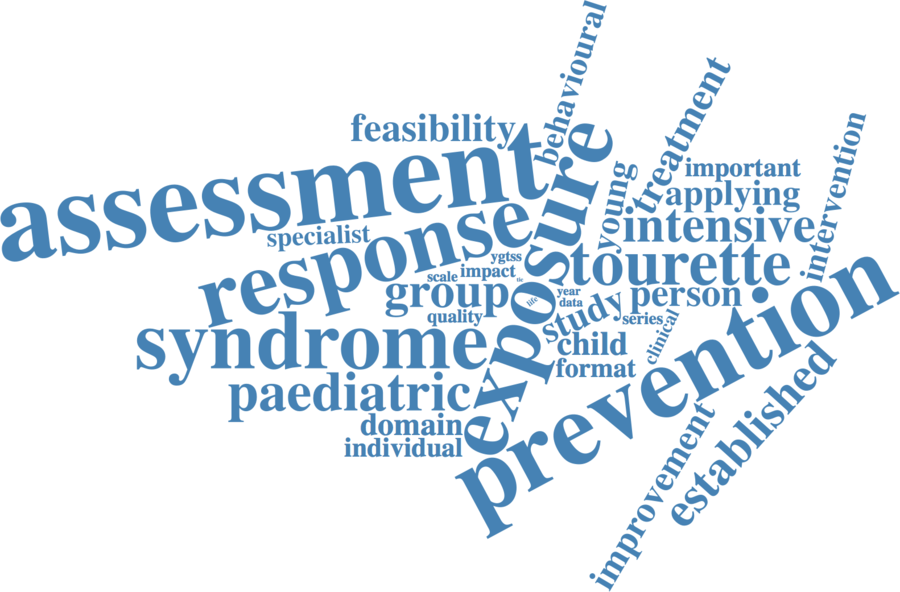 behavioural
treatment
feasibility
assessment
exposure
young
important
intervention
applying
intensive
specialist
response
ygtss
tourette
scale
impact
tic
group
life
year
data
person
quality
study
series
syndrome
child
clinical
prevention
format
paediatric
domain
individual
established
improvement